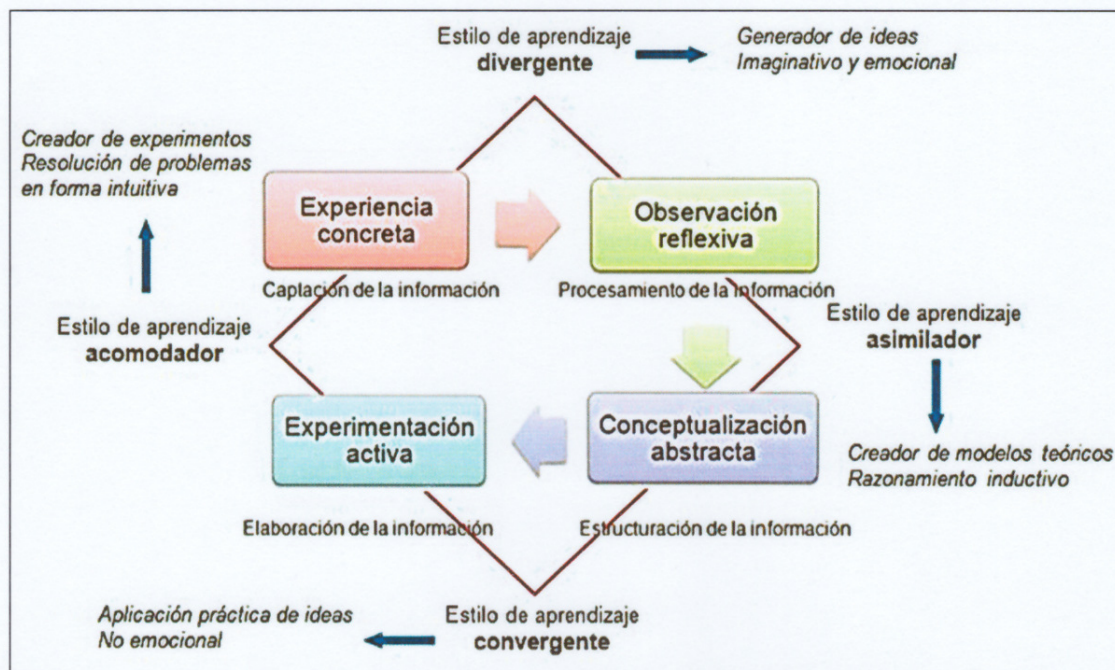 Estilo de aprendizaje
divergente
Generador de ideas
Imaginativo y emocional
Creador de experimentos
Resolución de problemas
en forma intuitiva
Experiencia
concreta
Observación
reflexiva
Captación de la información
Procesamiento de la información
Estilo de aprendizaje
acomodador
Estilo de aprendizaje
asimilador
Experimentación
activa
Conceptualización
abstracta
Creador de modelos teóricos
Razonamiento inductivo
Elaboración de la información
Estructuración de la información
Aplicación práctica de ideas
No emocional
Estilo de aprendizaje
convergente